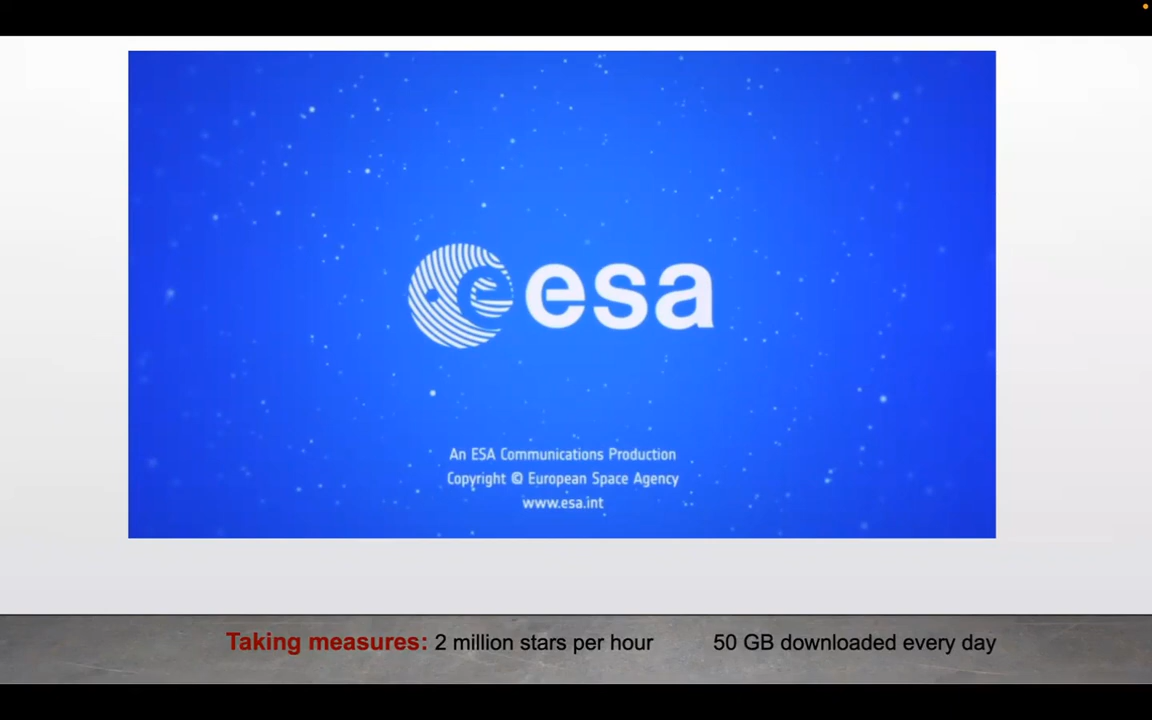 esa
An ESA Communications Production
Copyright © European Space Agency
www.esa.int
Taking measures: 2 million stars per hour 50 GB downloaded every day